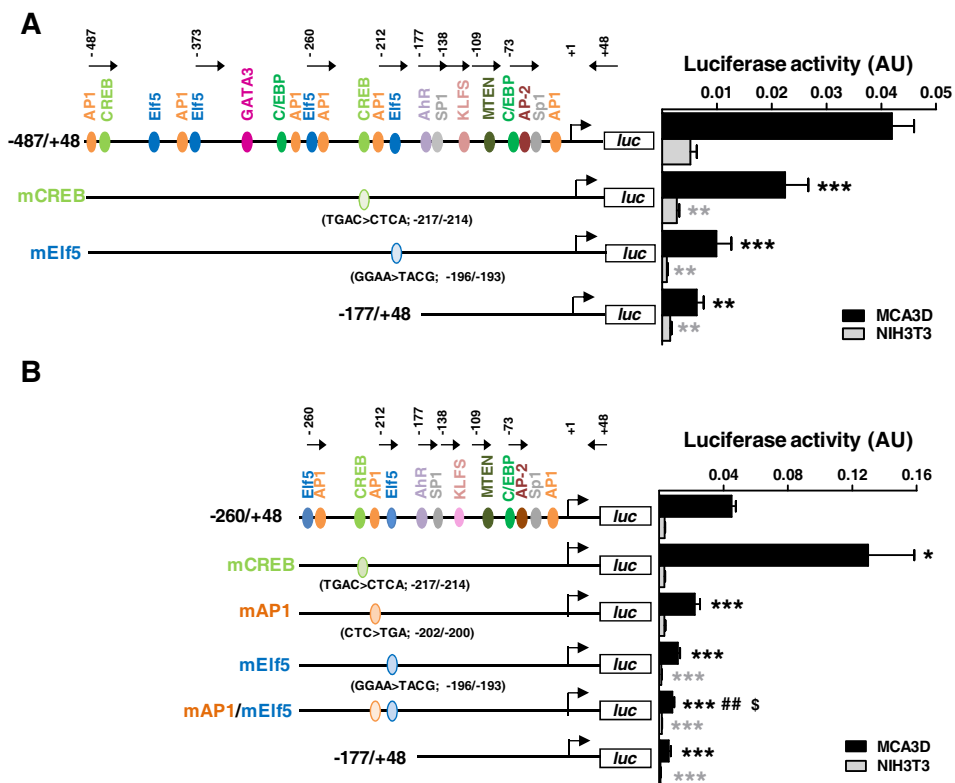 A
-487 -373 -260 -212 -177 -138 -109 -73 +1 +48
Luciferase activity (AU)
0.01 0.02 0.03 0.04 0.05
AP1 CREB Elf5 AP1 Elf5 GATA3 C/EBP AP1 Elf5 AP1 CREB AP1 Elf5 AhR SP1 KLFS MTEN C/EBP AP-2 Sp1 AP1
-487/+48 luc
mCREB luc ***
(TGAC>CTCA; -217/-214) **
mElf5 luc ***
(GGAA>TACG; -196/-193) **
-177/+48 luc **
**
MCA3D
NIH3T3
B
-260 -212 -177 -138 -109 -73 +1 +48
Luciferase activity (AU)
0.04 0.08 0.12 0.16
Elf5 AP1 CREB AP1 Elf5 AhR SP1 KLFS MTEN C/EBP AP-2 Sp1 AP1
-260/+48 luc
mCREB luc *
(TGAC>CTCA; -217/-214)
mAP1 luc ***
(CTC>TGA; -202/-200)
mElf5 luc ***
(GGAA>TACG; -196/-193) ***
mAP1/mElf5 luc *** ## $
***
-177/+48 luc ***
***
MCA3D
NIH3T3